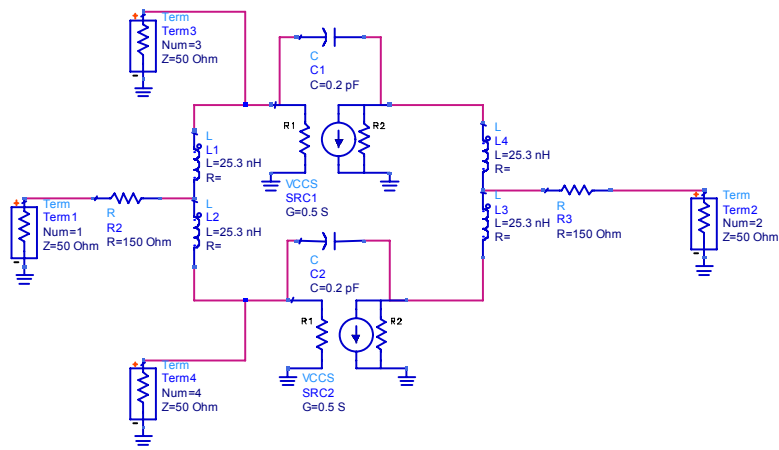 Term
Term3
Num=3
Z=50 Ohm
C
C1
C=0.2 pF
R1
R2
L
L1
L=25.3 nH
R=
L
L4
L=25.3 nH
R=
VCCS
SRC1
G=0.5 S
Term
Term1
Num=1
Z=50 Ohm
R
R2
R=150 Ohm
L
L2
L=25.3 nH
R=
L
L3
L=25.3 nH
R=
R
R3
R=150 Ohm
Term
Term2
Num=2
Z=50 Ohm
C
C2
C=0.2 pF
R1
R2
VCCS
SRC2
G=0.5 S
Term
Term4
Num=4
Z=50 Ohm